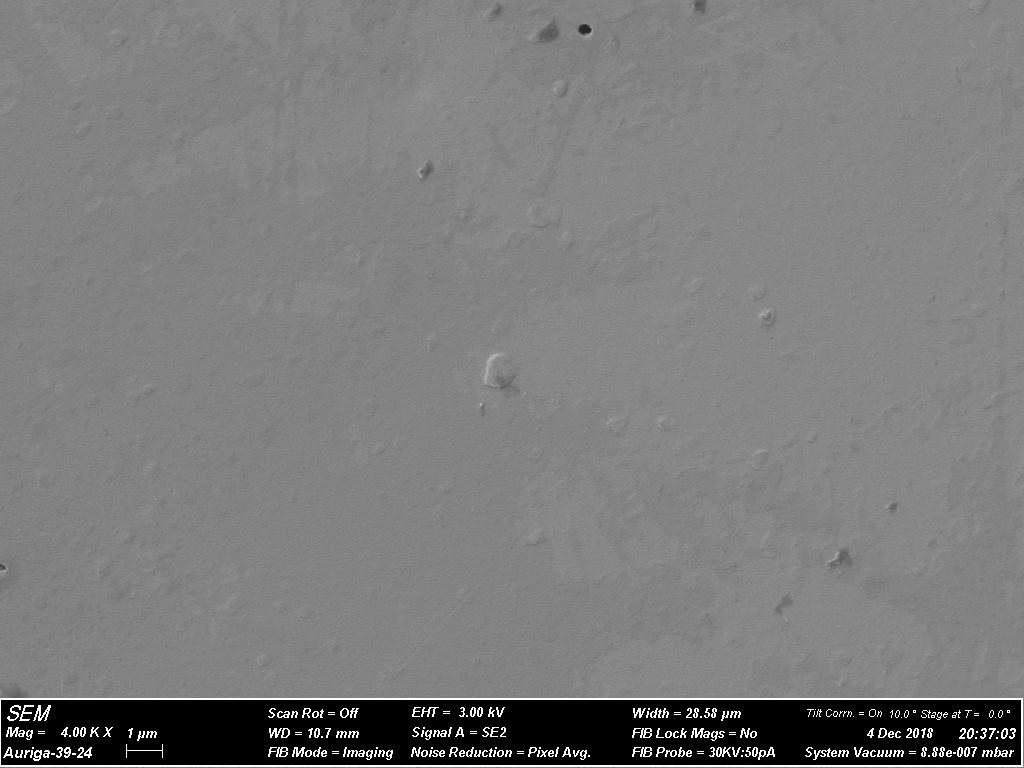 SEM
Mag = 4.00 K X 1 µm
Auriga-39-24
Scan Rot = Off
WD = 10.7 mm
FIB Mode = Imaging
EHT = 3.00 kV
Signal A = SE2
Noise Reduction = Pixel Avg.
Width = 28.58 µm
FIB Lock Mags = No
FIB Probe = 30KV:50pA
Tilt Corrn. = On 10.0° Stage at T = 0.0°
4 Dec 2018 20:37:03
System Vacuum = 8.88e-007 mbar